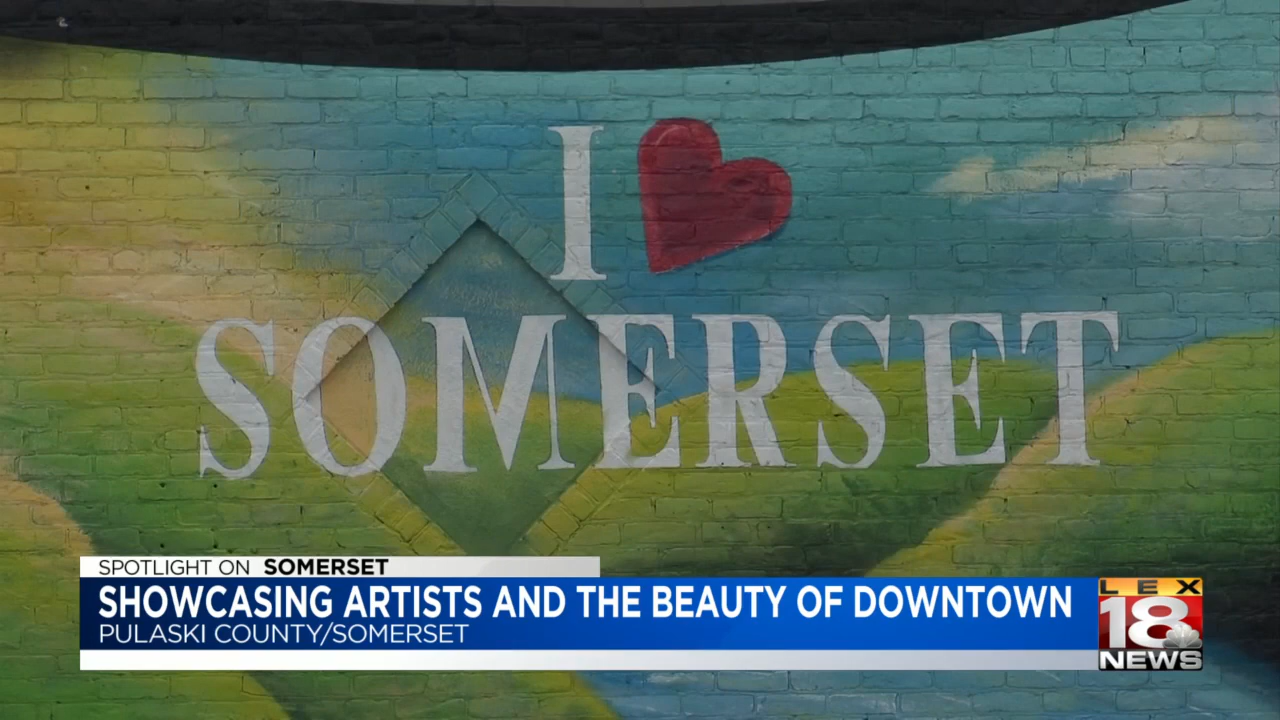 I
SOMERSET
SPOTLIGHT ON SOMERSET
SHOWCASING ARTISTS AND THE BEAUTY OF DOWNTOWN
PULASKI COUNTY/SOMERSET
LEX
18
NEWS